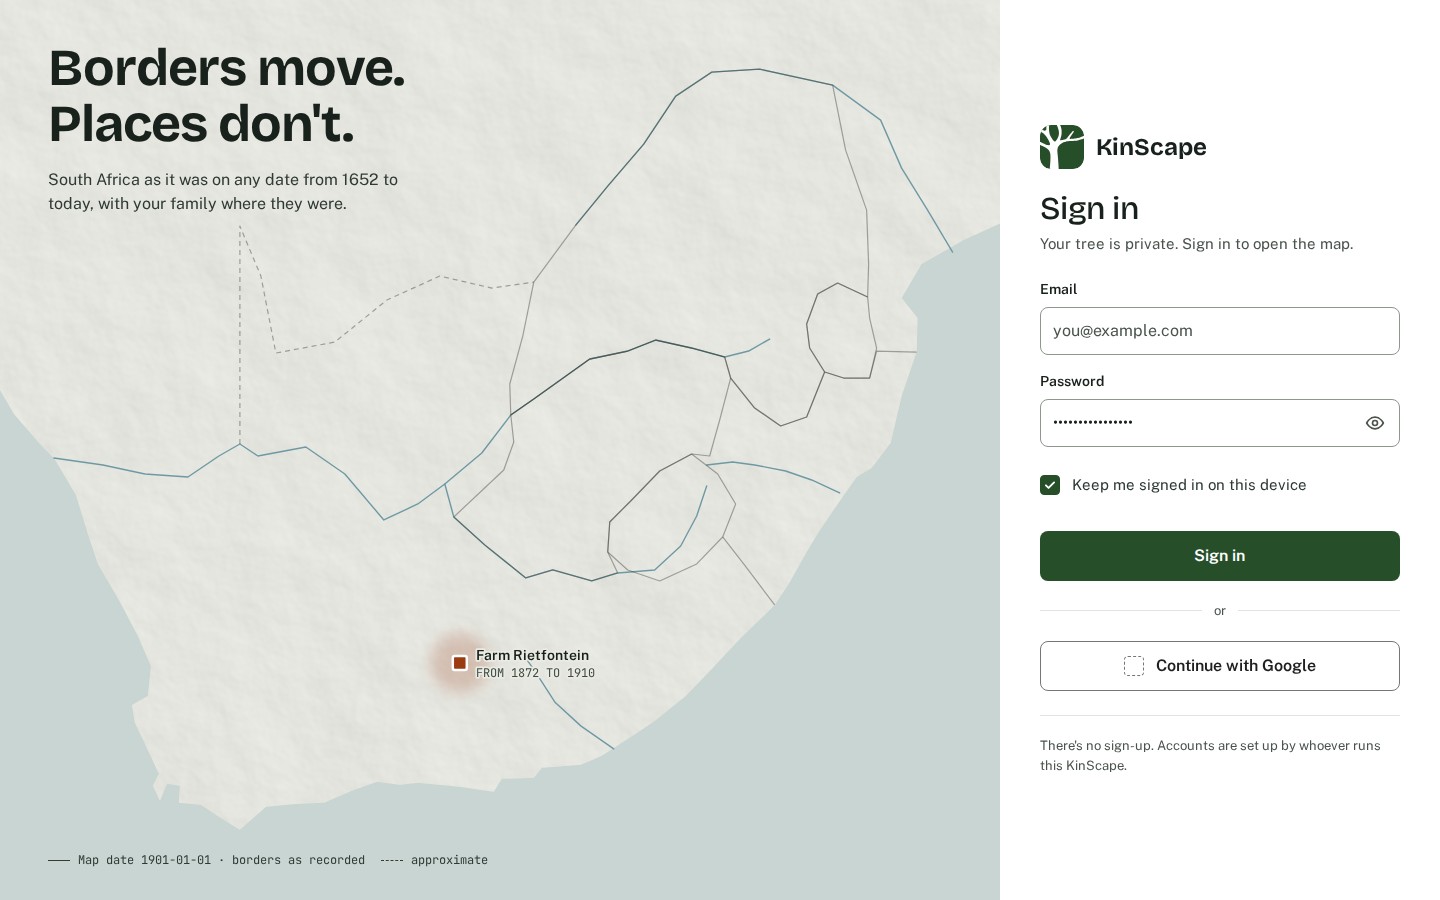 Borders move.
Places don't.
South Africa as it was on any date from 1652 to
today, with your family where they were.
Farm Rietfontein
FROM 1872 TO 1910
Map date 1901-01-01 · borders as recorded
approximate
KinScape
Sign in
Your tree is private. Sign in to open the map.
Email
you@example.com
Password
••••••••••••••••
Keep me signed in on this device
Sign in
or
Continue with Google
There's no sign-up. Accounts are set up by whoever runs
this KinScape.